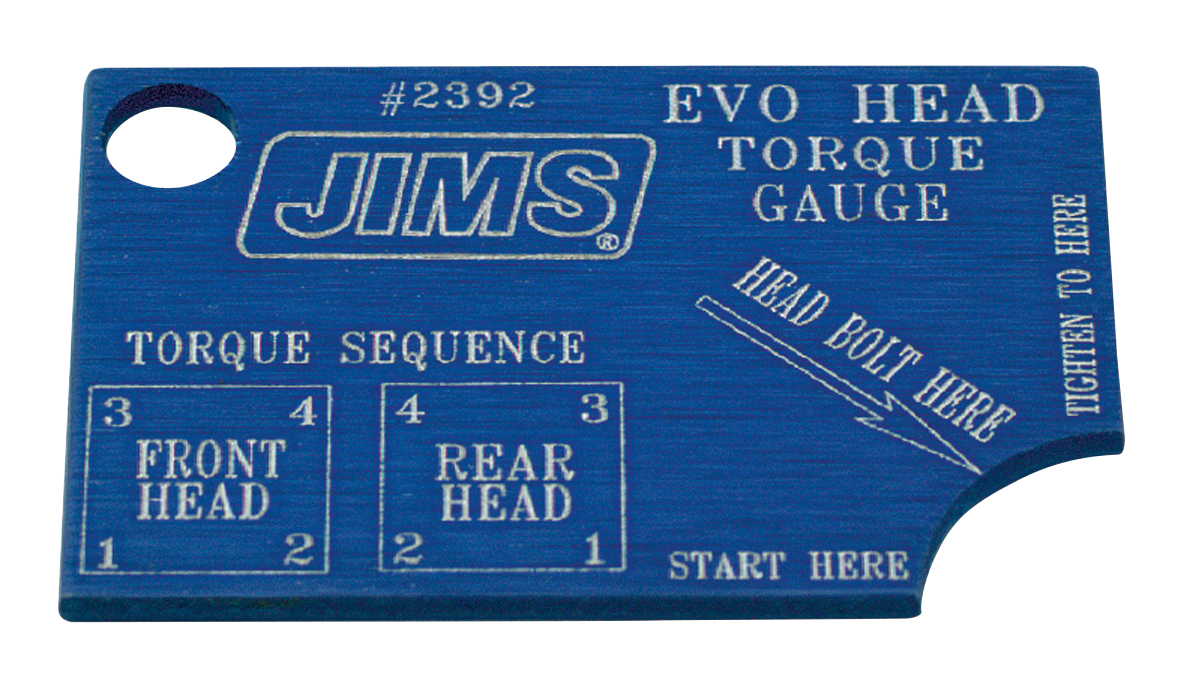 #2392
JIMS®
EVO HEAD
TORQUE
GAUGE
TIGHTEN TO HERE
HEAD BOLT HERE
START HERE
TORQUE SEQUENCE
3 4
FRONT
HEAD
1 2
4 3
REAR
HEAD
2 1